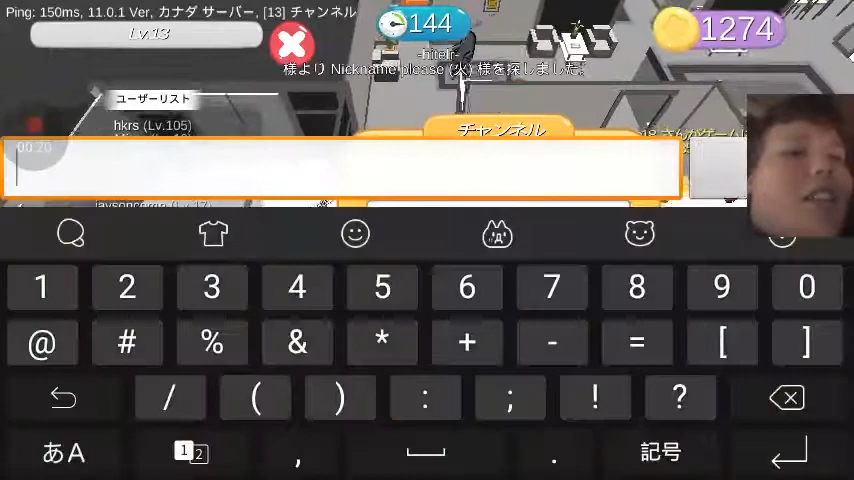 Ping: 150ms, 11.0.1 Ver, カナダ サーバー, [13] チャンネル
Lv.13
144
1274
-hitelr-
様より Nickname please (火) 様を探しました.
ユーザーリスト
hkrs (Lv.105)
チャンネル
00:20
1 2 3 4 5 6 7 8 9 0
@ # % & * + - = [ ]
/ ( ) : ; ! ?
あA 1 2 , . 記号